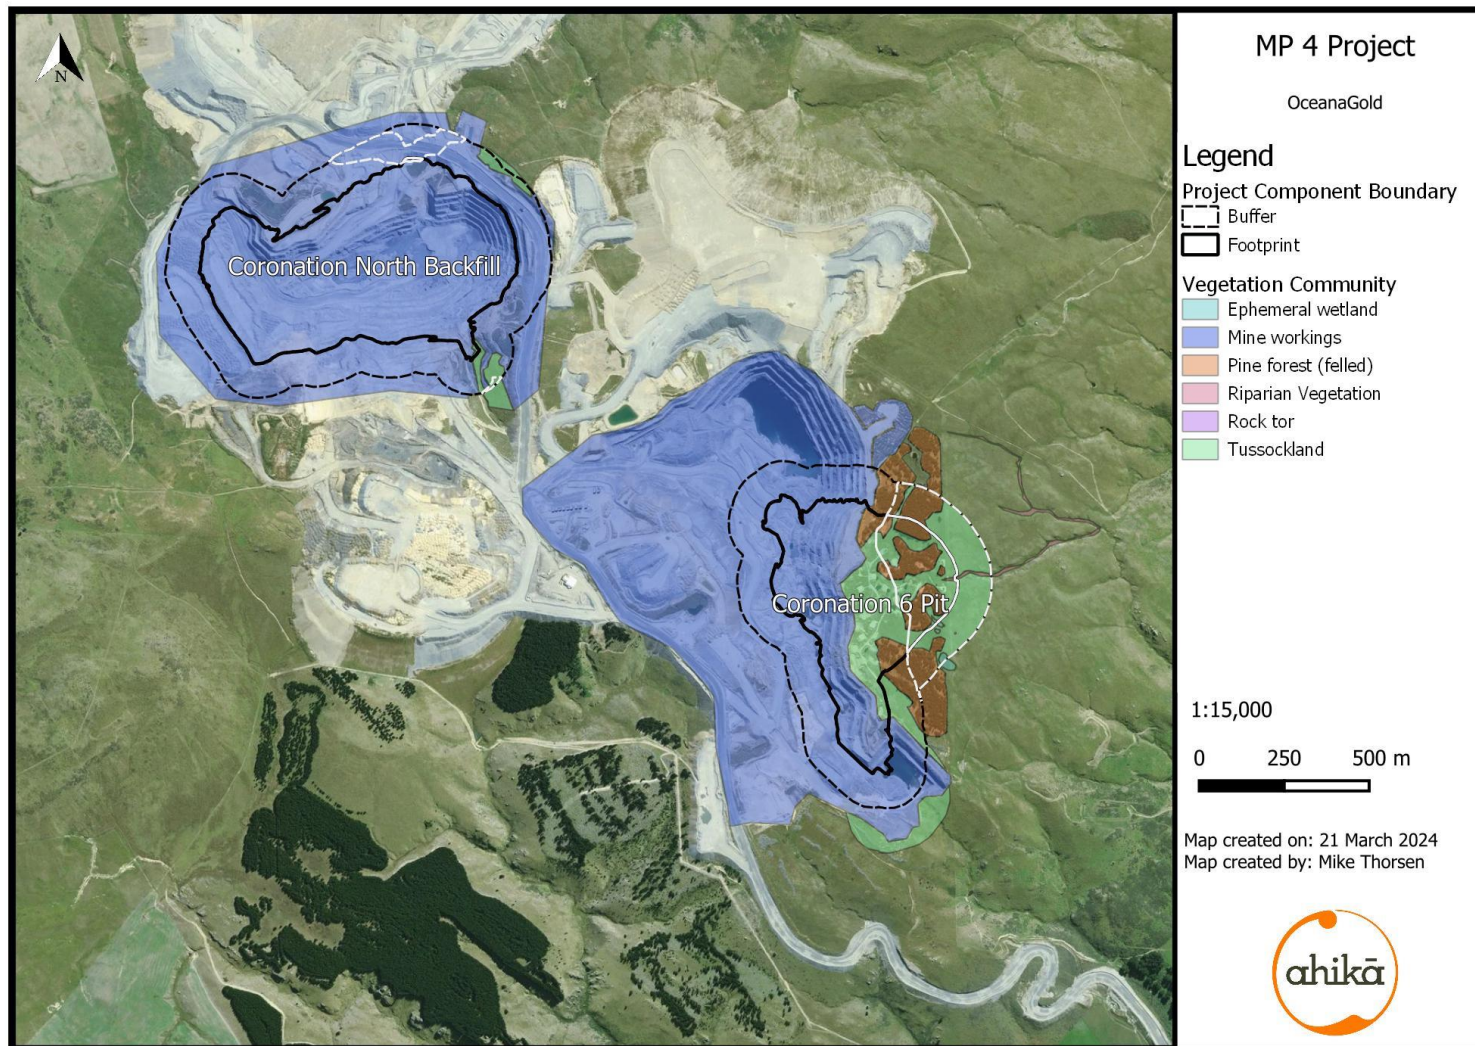 N
Coronation North Backfill
Coronation 6 Pit
MP 4 Project
OceanaGold
Legend
Project Component Boundary
Buffer
Footprint
Vegetation Community
Ephemeral wetland
Mine workings
Pine forest (felled)
Riparian Vegetation
Rock tor
Tussockland
1:15,000
0 250 500 m
Map created on: 21 March 2024
Map created by: Mike Thorsen
ahikā